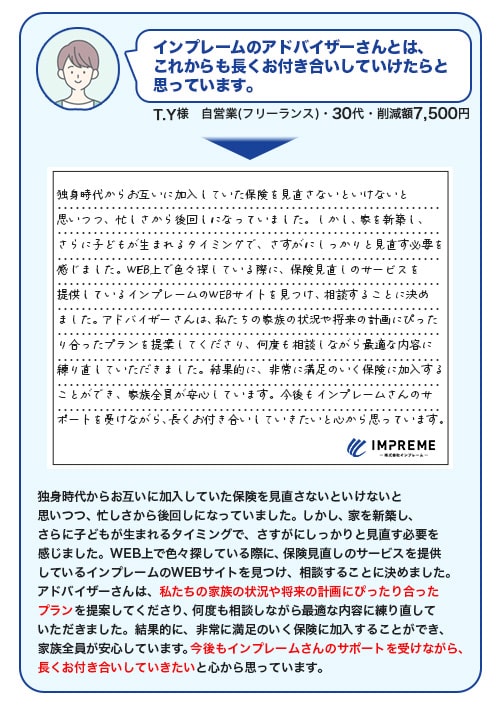 インプレームのアドバイザーさんとは、
これからも長くお付き合いしていけたらと
思っています。
T.Y様　自営業(フリーランス)・30代・削減額7,500円
独身時代からお互いに加入していた保険を見直さないといけないと
思いつつ、忙しさから後回しになっていました。しかし、家を新築し、
さらに子どもが生まれるタイミングで、さすがにしっかりと見直す必要を
感じました。WEB上で色々探している際に、保険見直しのサービスを
提供しているインプレームのWEBサイトを見つけ、相談することに決め
ました。アドバイザーさんは、私たちの家族の状況や将来の計画にぴった
り合ったプランを提案してくださり、何度も相談しながら最適な内容に
練り直していただきました。結果的に、非常に満足のいく保険に加入する
ことができ、家族全員が安心しています。今後もインプレームさんのサ
ポートを受けながら、長くお付き合いしていきたいと心から思っています。
IMPREME
株式会社インプレーム
独身時代からお互いに加入していた保険を見直さないといけないと
思いつつ、忙しさから後回しになっていました。しかし、家を新築し、
さらに子どもが生まれるタイミングで、さすがにしっかりと見直す必要を
感じました。WEB上で色々探している際に、保険見直しのサービスを提供
しているインプレームのWEBサイトを見つけ、相談することに決めました。
アドバイザーさんは、私たちの家族の状況や将来の計画にぴったり合った
プランを提案してくださり、何度も相談しながら最適な内容に練り直して
いただきました。結果的に、非常に満足のいく保険に加入することができ、
家族全員が安心しています。今後もインプレームさんのサポートを受けながら、
長くお付き合いしていきたいと心から思っています。